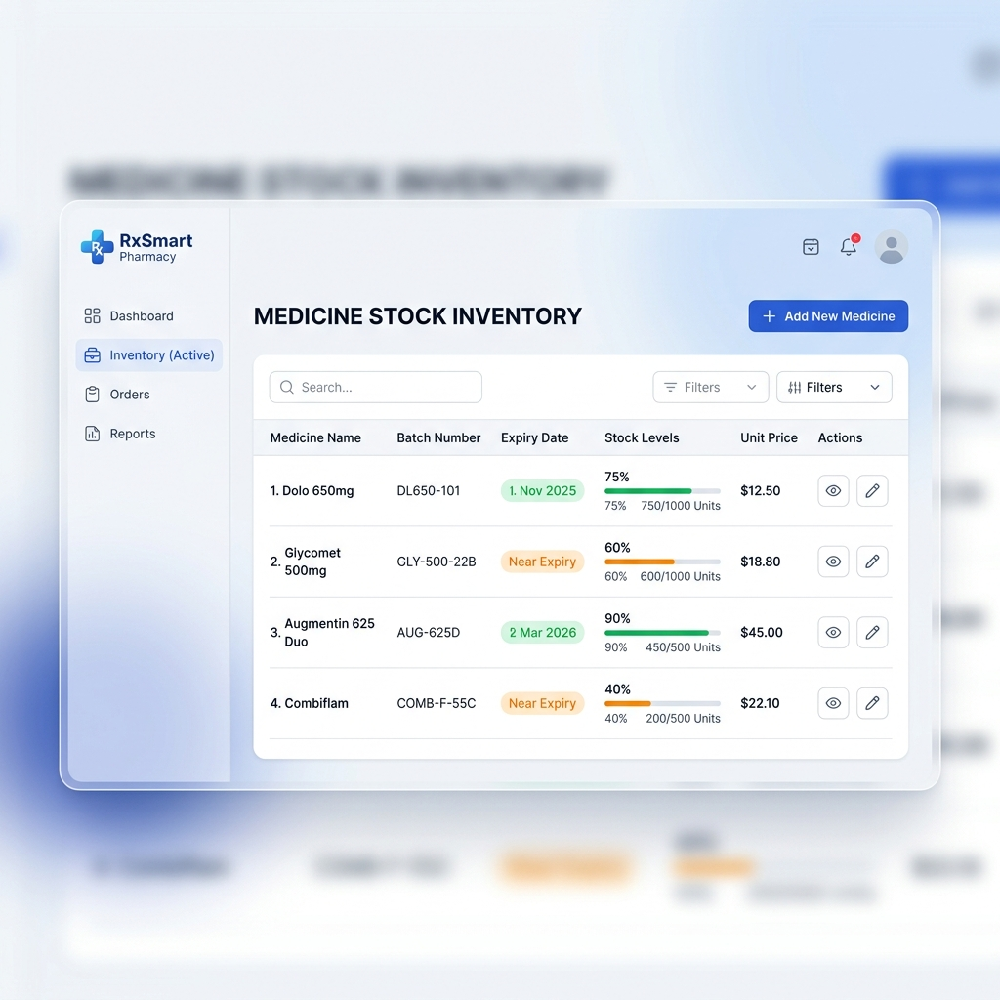 MEDICINE STOCK INVENTORY
Rx
RxSmart
Pharmacy
Dashboard
Inventory (Active)
Orders
Reports
MEDICINE STOCK INVENTORY
Add New Medicine
Search...
Filters
Filters
Medicine Name Batch Number Expiry Date Stock Levels Unit Price Actions
75%
1. Dolo 650mg DL650-101 1. Nov 2025 $12.50
75% 750/1000 Units
60%
2. Glycomet 500mg GLY-500-22B Near Expiry $18.80
60% 600/1000 Units
90%
3. Augmentin 625 Duo AUG-625D 2 Mar 2026 $45.00
90% 450/500 Units
40%
4. Combiflam COMB-F-55C Near Expiry $22.10
40% 200/500 Units